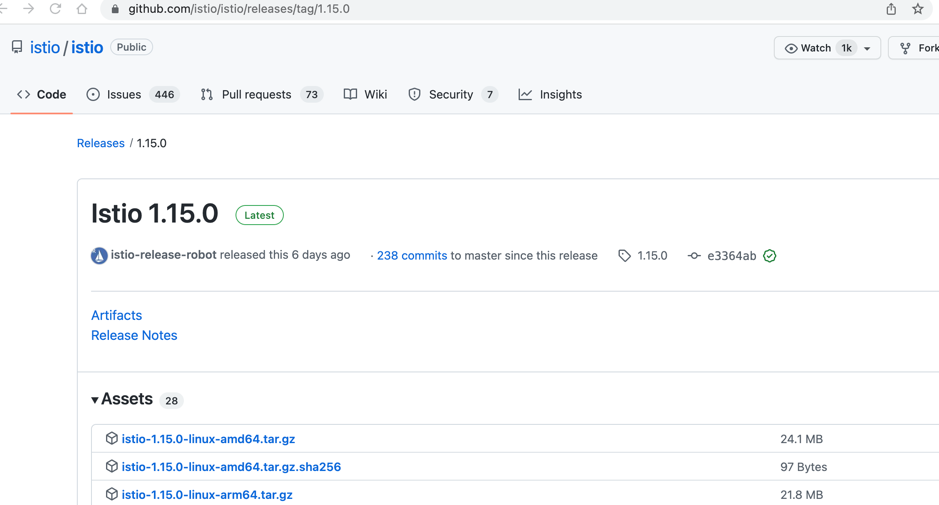 github.com/istio/istio/releases/tag/1.15.0
istio / istio Public Watch 1k Fork
Code Issues 446 Pull requests 73 Wiki Security 7 Insights
Releases / 1.15.0
Istio 1.15.0 Latest
istio-release-robot released this 6 days ago · 238 commits to master since this release 1.15.0 e3364ab
Artifacts
Release Notes
Assets 28
istio-1.15.0-linux-amd64.tar.gz 24.1 MB
istio-1.15.0-linux-amd64.tar.gz.sha256 97 Bytes
istio-1.15.0-linux-arm64.tar.gz 21.8 MB